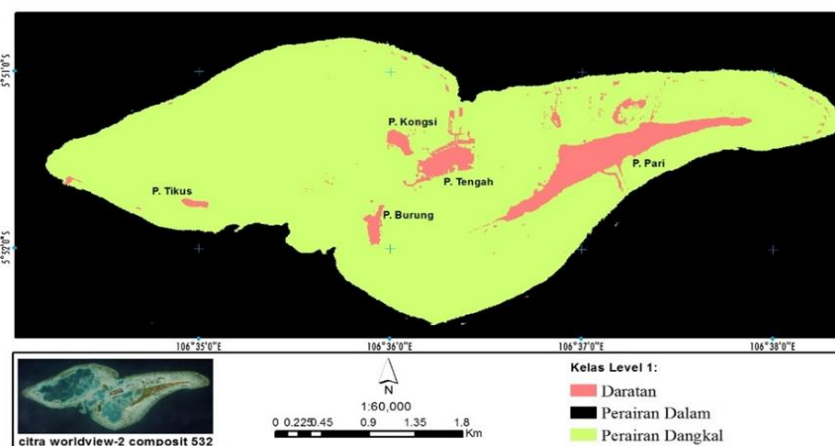 5°51'0"S
5°52'0"S
P. Kongsi
P. Tengah
P. Pari
P. Tikus
P. Burung
106°35'0"E
106°36'0"E
106°37'0"E
106°38'0"E
citra worldview-2 composit 532
N
1:60,000
0 0.225 0.45 0.9 1.35 1.8
Km
Kelas Level 1:
Daratan
Perairan Dalam
Perairan Dangkal